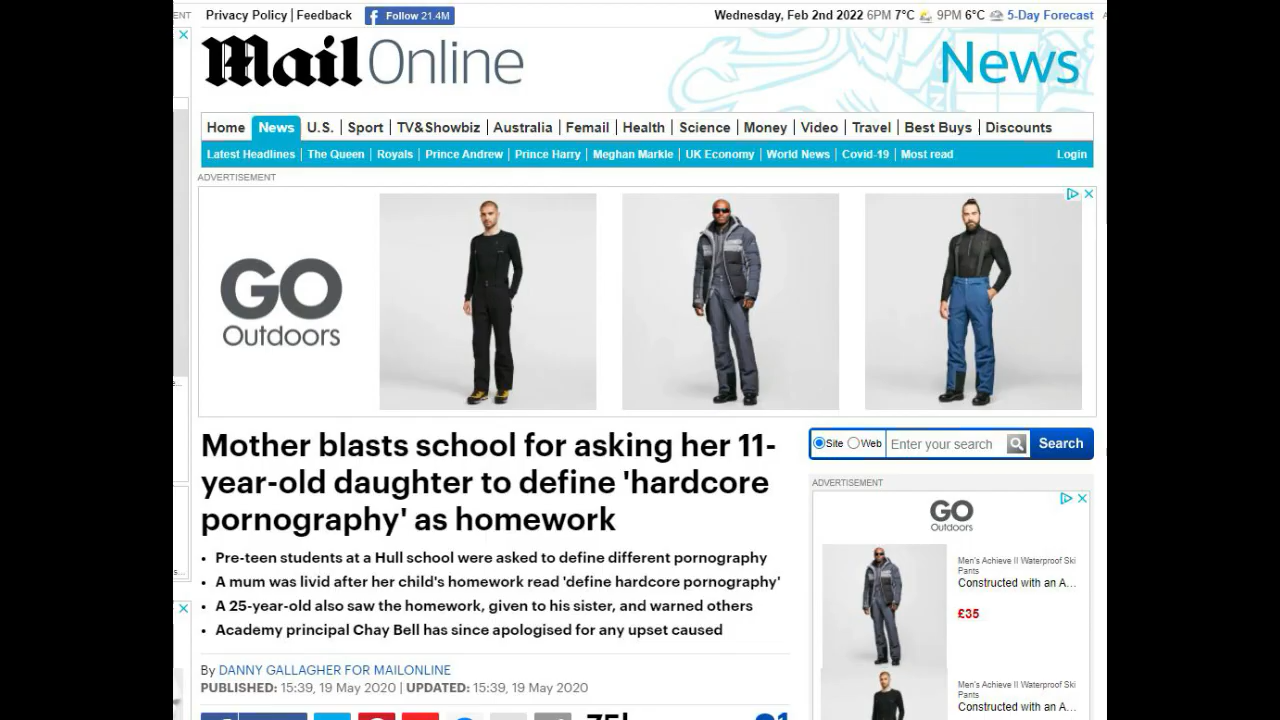 Privacy Policy | Feedback
Follow 21.4M
Wednesday, Feb 2nd 2022 6PM 7°C 9PM 6°C 5-Day Forecast
ENT
Mail Online
News
Home News U.S. Sport TV&Showbiz Australia Femail Health Science Money Video Travel Best Buys Discounts
Latest Headlines The Queen Royals Prince Andrew Prince Harry Meghan Markle UK Economy World News Covid-19 Most read Login
ADVERTISEMENT
GO
Outdoors
Mother blasts school for asking her 11-
year-old daughter to define 'hardcore
pornography' as homework
• Pre-teen students at a Hull school were asked to define different pornography
• A mum was livid after her child's homework read 'define hardcore pornography'
• A 25-year-old also saw the homework, given to his sister, and warned others
• Academy principal Chay Bell has since apologised for any upset caused
By DANNY GALLAGHER FOR MAILONLINE
PUBLISHED: 15:39, 19 May 2020 | UPDATED: 15:39, 19 May 2020
Site Web Enter your search Search
ADVERTISEMENT
GO
Outdoors
Men's Achieve II Waterproof Ski
Pants
Constructed with an A...
£35
Men's Achieve II Waterproof Ski
Pants
Constructed with an A...